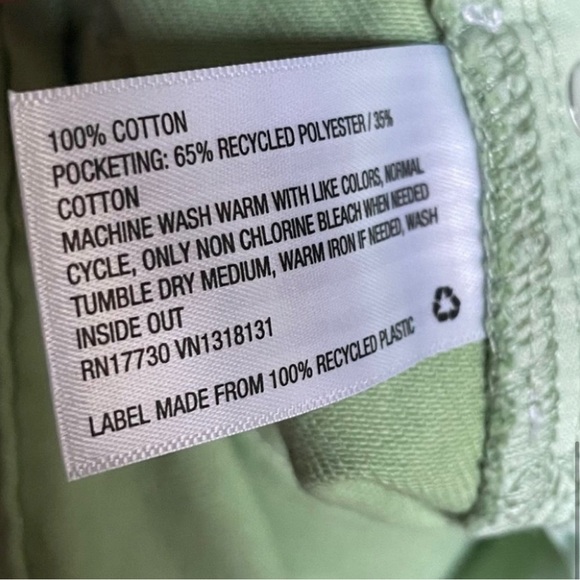 100% COTTON
POCKETING: 65% RECYCLED POLYESTER / 35%
COTTON
MACHINE WASH WARM WITH LIKE COLORS, NORMAL
CYCLE, ONLY NON CHLORINE BLEACH WHEN NEEDED
TUMBLE DRY MEDIUM, WARM IRON IF NEEDED, WASH
INSIDE OUT
RN17730 VN1318131
LABEL MADE FROM 100% RECYCLED PLASTIC